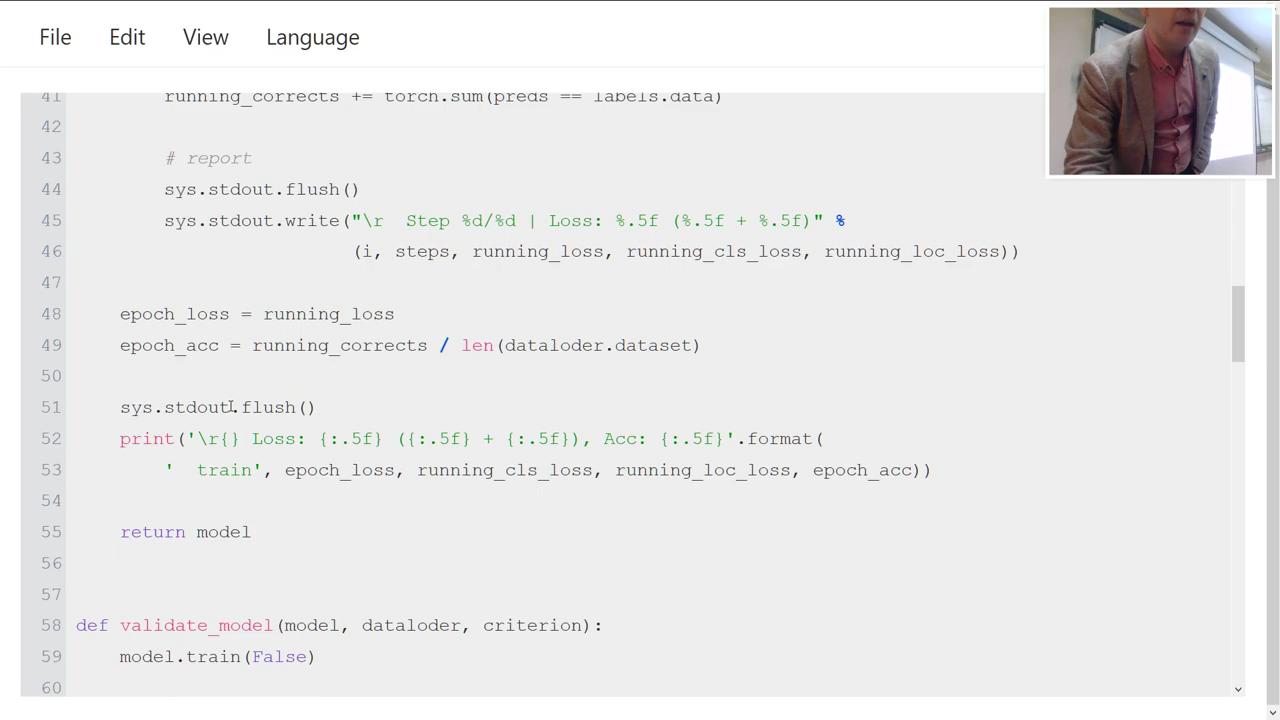 File Edit View Language
41 running_corrects += torch.sum(preds == labels.data)
42
43 # report
44 sys.stdout.flush()
45 sys.stdout.write("\r  Step %d/%d | Loss: %.5f (%.5f + %.5f)" %
46 (i, steps, running_loss, running_cls_loss, running_loc_loss))
47
48 epoch_loss = running_loss
49 epoch_acc = running_corrects / len(dataloder.dataset)
50
51 sys.stdout.flush()
52 print('\r{} Loss: {:.5f} ({:.5f} + {:.5f}), Acc: {:.5f}'.format(
53 '  train', epoch_loss, running_cls_loss, running_loc_loss, epoch_acc))
54
55 return model
56
57
58 def validate_model(model, dataloder, criterion):
59 model.train(False)
60